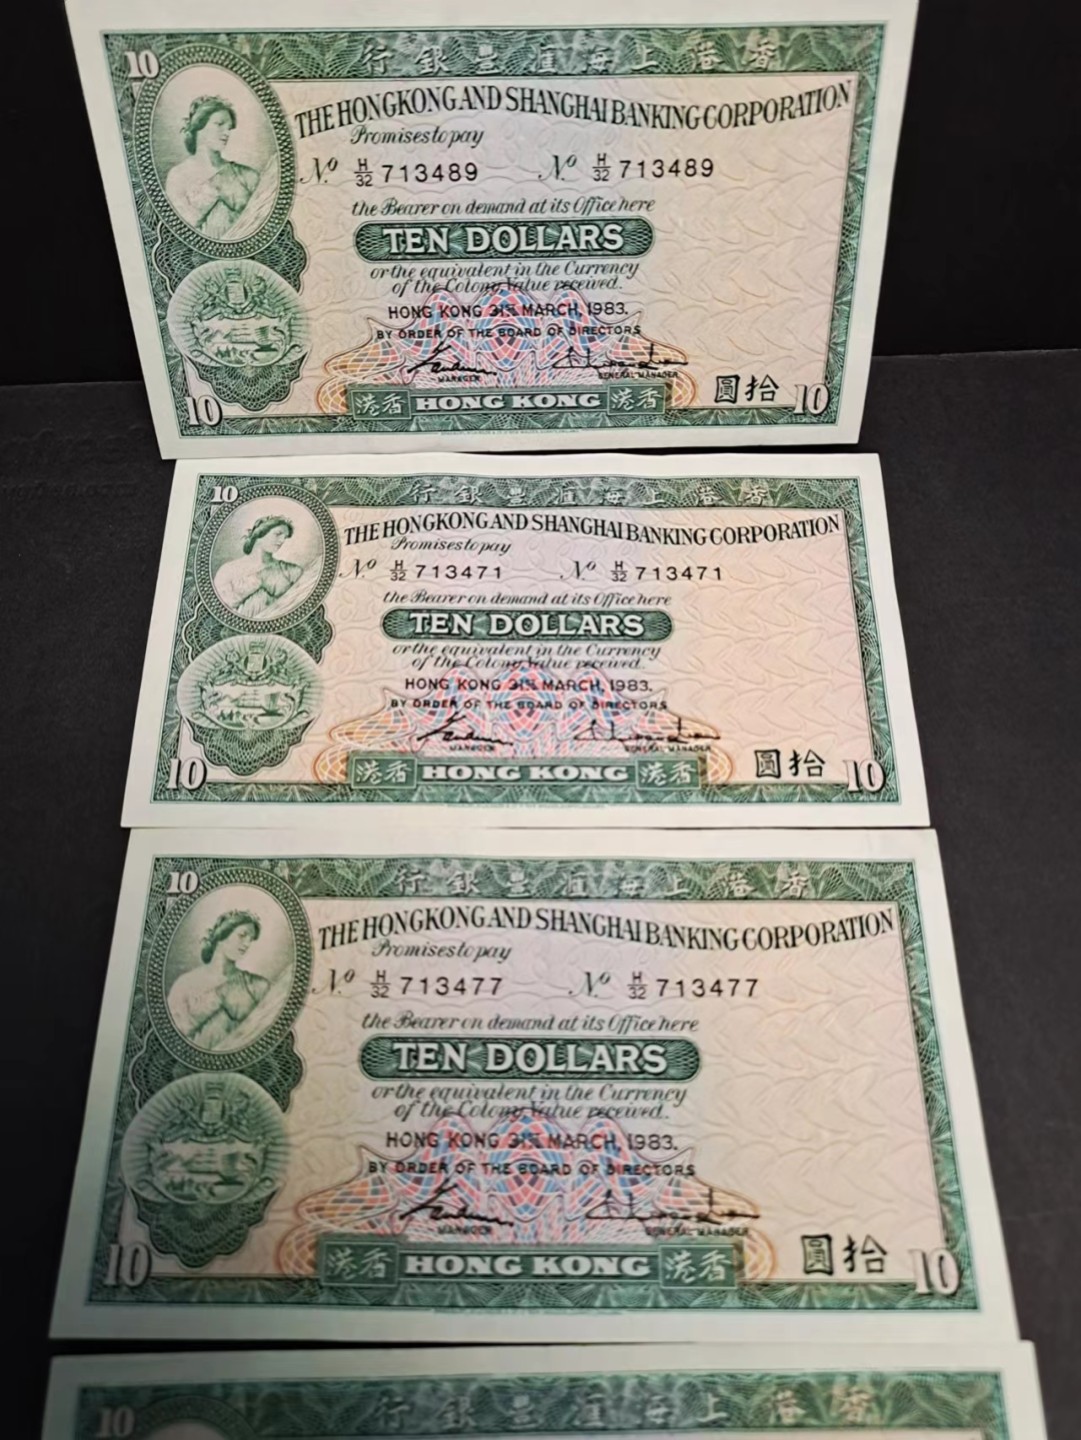 行銀豐滙海上港香
10
THE HONGKONG AND SHANGHAI BANKING CORPORATION
Promises to pay
No H/32 713489 No H/32 713489
the Bearer on demand at its Office here
TEN DOLLARS
or the equivalent in the Currency
of the Colony, Value received.
HONG KONG 31ST MARCH, 1983.
BY ORDER OF THE BOARD OF DIRECTORS
MANAGER GENERAL MANAGER
圓拾
10 港香 HONG KONG 港香 10
行銀豐滙海上港香
10
THE HONGKONG AND SHANGHAI BANKING CORPORATION
Promises to pay
No H/32 713471 No H/32 713471
the Bearer on demand at its Office here
TEN DOLLARS
or the equivalent in the Currency
of the Colony, Value received.
HONG KONG 31ST MARCH, 1983.
BY ORDER OF THE BOARD OF DIRECTORS
MANAGER GENERAL MANAGER
圓拾
10 港香 HONG KONG 港香 10
行銀豐滙海上港香
10
THE HONGKONG AND SHANGHAI BANKING CORPORATION
Promises to pay
No H/32 713477 No H/32 713477
the Bearer on demand at its Office here
TEN DOLLARS
or the equivalent in the Currency
of the Colony, Value received.
HONG KONG 31ST MARCH, 1983.
BY ORDER OF THE BOARD OF DIRECTORS
MANAGER GENERAL MANAGER
圓拾
10 港香 HONG KONG 港香 10
行銀豐滙海上港香
10